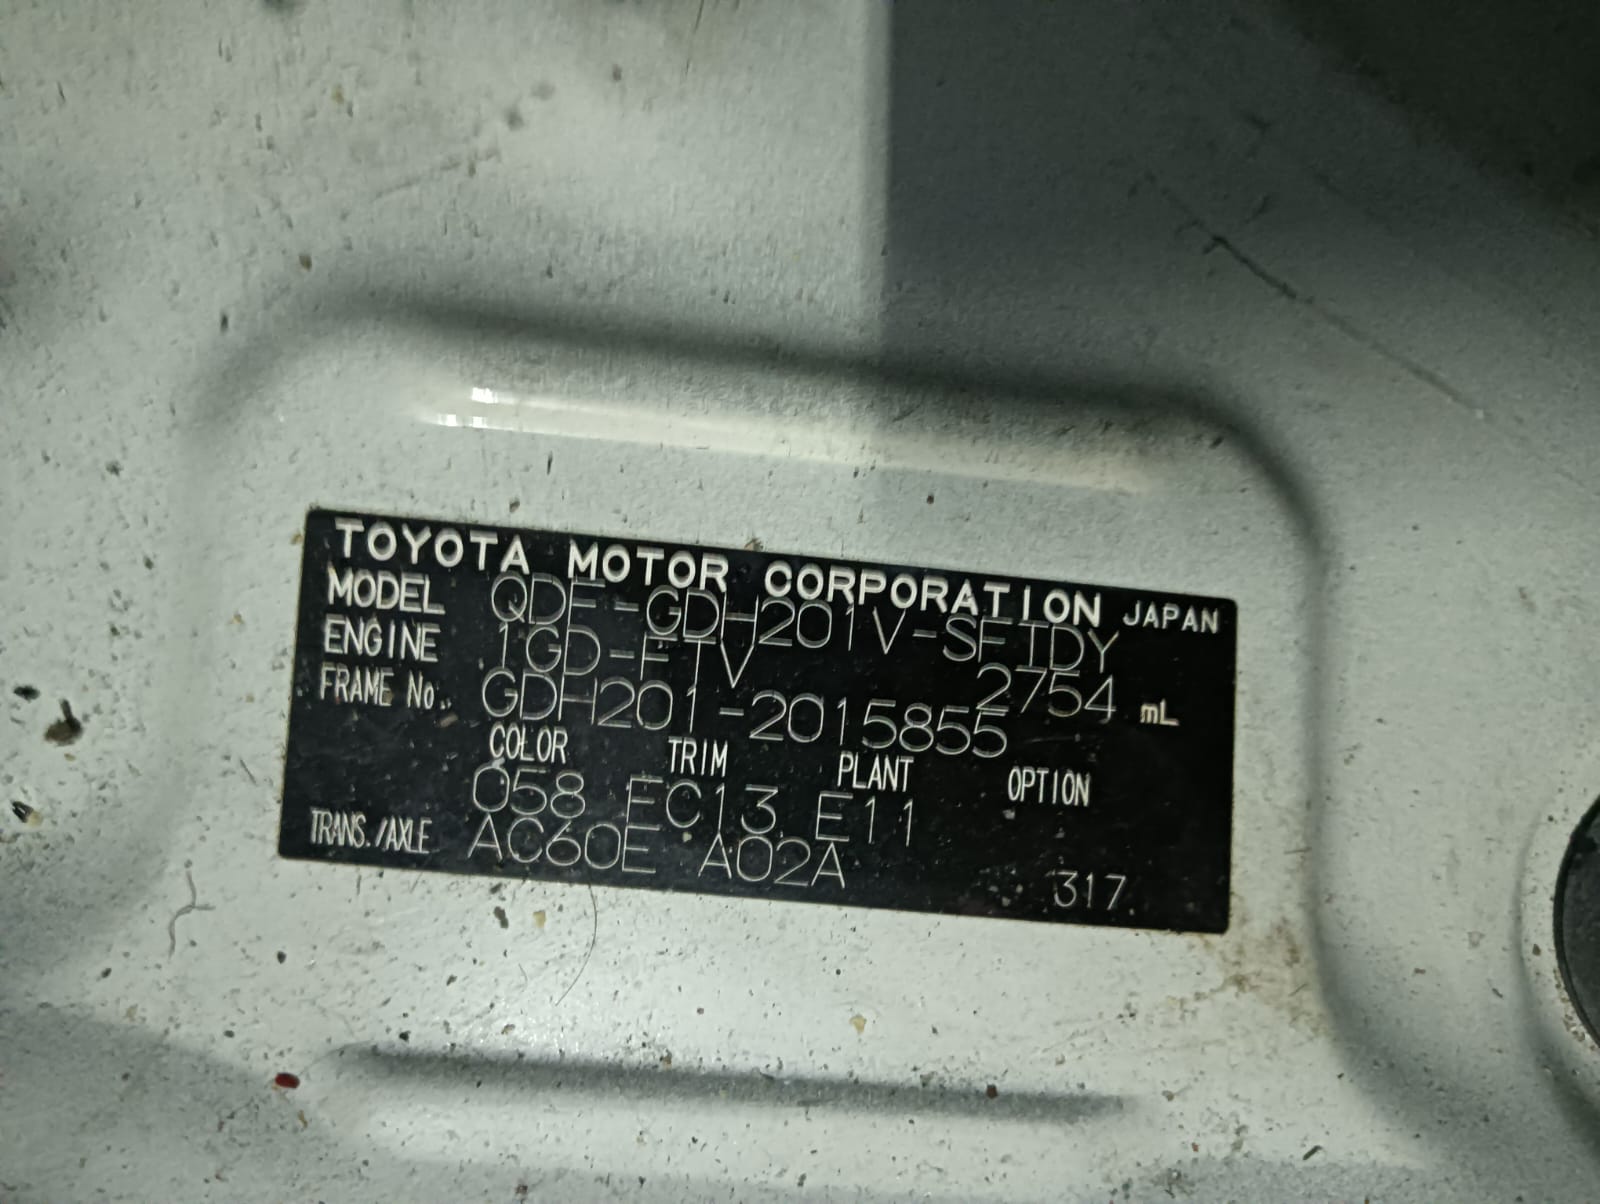 TOYOTA MOTOR CORPORATION JAPAN
MODEL QDF-GDH201V-SFTDY
ENGINE 1GD-FTV 2754 mL
FRAME No. GDH201-2015855
COLOR TRIM PLANT OPTION
058 FC13 E11
TRANS./AXLE AC60E A02A 317